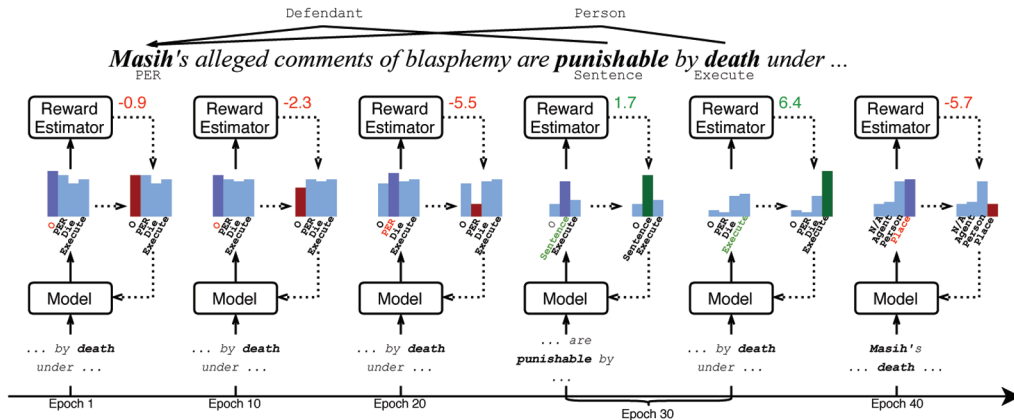 Defendant Person
Masih's alleged comments of blasphemy are punishable by death under ...
PER Sentence Execute
Reward Estimator -0.9
Reward Estimator -2.3
Reward Estimator -5.5
Reward Estimator 1.7
Reward Estimator 6.4
Reward Estimator -5.7
O PER Die Execute
O PER Die Execute
O PER Die Execute
O PER Die Execute
O PER Die Execute
O PER Die Execute
O Sentence Execute
O Sentence Execute
O PER Die Execute
O PER Die Execute
N/A Agent Person Place
N/A Agent Person Place
Model
Model
Model
Model
Model
Model
... by death
under ...
... by death
under ...
... by death
under ...
... are
punishable by
...
... by death
under ...
Masih's
... death ...
Epoch 1
Epoch 10
Epoch 20
Epoch 30
Epoch 40